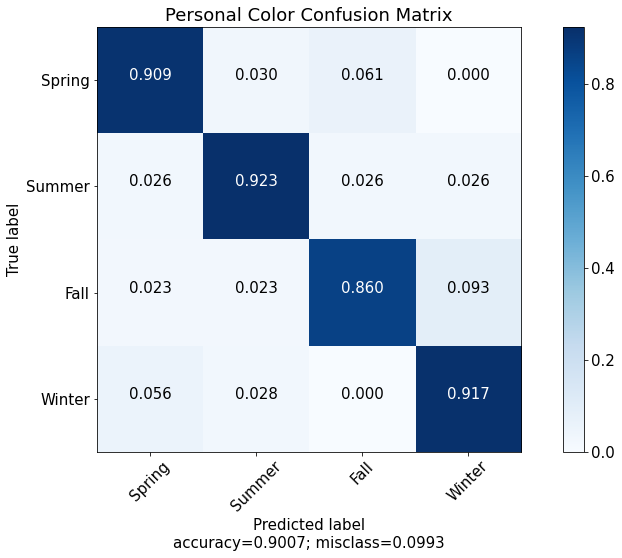 Personal Color Confusion Matrix
Spring 0.909 0.030 0.061 0.000
Summer 0.026 0.923 0.026 0.026
Fall 0.023 0.023 0.860 0.093
Winter 0.056 0.028 0.000 0.917
True label
Spring Summer Fall Winter
Predicted label
accuracy=0.9007; misclass=0.0993
0.8
0.6
0.4
0.2
0.0